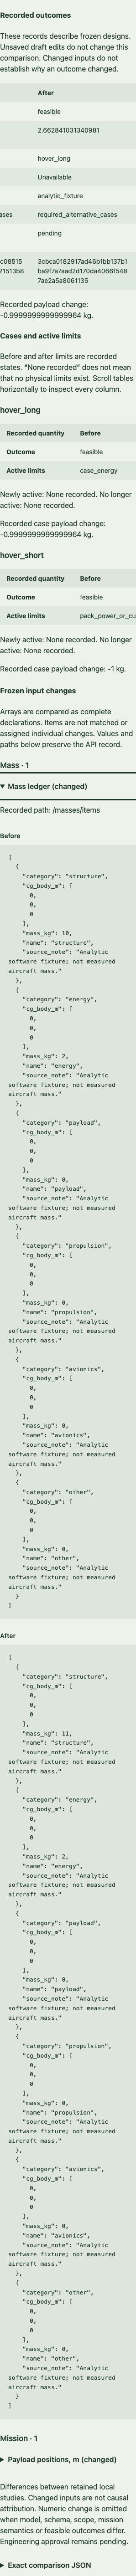 Recorded outcomes
These records describe frozen designs.
Unsaved draft edits do not change this
comparison. Changed inputs do not
establish why an outcome changed.
After
feasible
2.662841031340981
hover_long
Unavailable
analytic_fixture
ases required_alternative_cases
pending
c08515 3cbca0182917ad46b1bb137b1
21513b8 ba9f7a7aad2d170da4066f548
7ae2a5a8061135
Recorded payload change:
-0.9999999999999964 kg.
Cases and active limits
Before and after limits are recorded
states. “None recorded” does not mean
that no physical limits exist. Scroll tables
horizontally to inspect every column.
hover_long
Recorded quantity Before
Outcome feasible
Active limits case_energy
Newly active: None recorded. No longer
active: None recorded.
Recorded case payload change:
-0.9999999999999964 kg.
hover_short
Recorded quantity Before
Outcome feasible
Active limits pack_power_or_cu
Newly active: None recorded. No longer
active: None recorded.
Recorded case payload change: -1 kg.
Frozen input changes
Arrays are compared as complete
declarations. Items are not matched or
assigned individual changes. Values and
paths below preserve the API record.
Mass · 1
▼ Mass ledger (changed)
Recorded path: /masses/items
Before
[
{
"category": "structure",
"cg_body_m": [
0,
0,
0
],
"mass_kg": 10,
"name": "structure",
"source_note": "Analytic
software fixture; not measured
aircraft mass."
},
{
"category": "energy",
"cg_body_m": [
0,
0,
0
],
"mass_kg": 2,
"name": "energy",
"source_note": "Analytic
software fixture; not measured
aircraft mass."
},
{
"category": "payload",
"cg_body_m": [
0,
0,
0
],
"mass_kg": 0,
"name": "payload",
"source_note": "Analytic
software fixture; not measured
aircraft mass."
},
{
"category": "propulsion",
"cg_body_m": [
0,
0,
0
],
"mass_kg": 0,
"name": "propulsion",
"source_note": "Analytic
software fixture; not measured
aircraft mass."
},
{
"category": "avionics",
"cg_body_m": [
0,
0,
0
],
"mass_kg": 0,
"name": "avionics",
"source_note": "Analytic
software fixture; not measured
aircraft mass."
},
{
"category": "other",
"cg_body_m": [
0,
0,
0
],
"mass_kg": 0,
"name": "other",
"source_note": "Analytic
software fixture; not measured
aircraft mass."
}
]
After
[
{
"category": "structure",
"cg_body_m": [
0,
0,
0
],
"mass_kg": 11,
"name": "structure",
"source_note": "Analytic
software fixture; not measured
aircraft mass."
},
{
"category": "energy",
"cg_body_m": [
0,
0,
0
],
"mass_kg": 2,
"name": "energy",
"source_note": "Analytic
software fixture; not measured
aircraft mass."
},
{
"category": "payload",
"cg_body_m": [
0,
0,
0
],
"mass_kg": 0,
"name": "payload",
"source_note": "Analytic
software fixture; not measured
aircraft mass."
},
{
"category": "propulsion",
"cg_body_m": [
0,
0,
0
],
"mass_kg": 0,
"name": "propulsion",
"source_note": "Analytic
software fixture; not measured
aircraft mass."
},
{
"category": "avionics",
"cg_body_m": [
0,
0,
0
],
"mass_kg": 0,
"name": "avionics",
"source_note": "Analytic
software fixture; not measured
aircraft mass."
},
{
"category": "other",
"cg_body_m": [
0,
0,
0
],
"mass_kg": 0,
"name": "other",
"source_note": "Analytic
software fixture; not measured
aircraft mass."
}
]
Mission · 1
▶ Payload positions, m (changed)
Differences between retained local
studies. Changed inputs are not causal
attribution. Numeric change is omitted
when model, schema, scope, mission
semantics or feasible outcomes differ.
Engineering approval remains pending.
▶ Exact comparison JSON